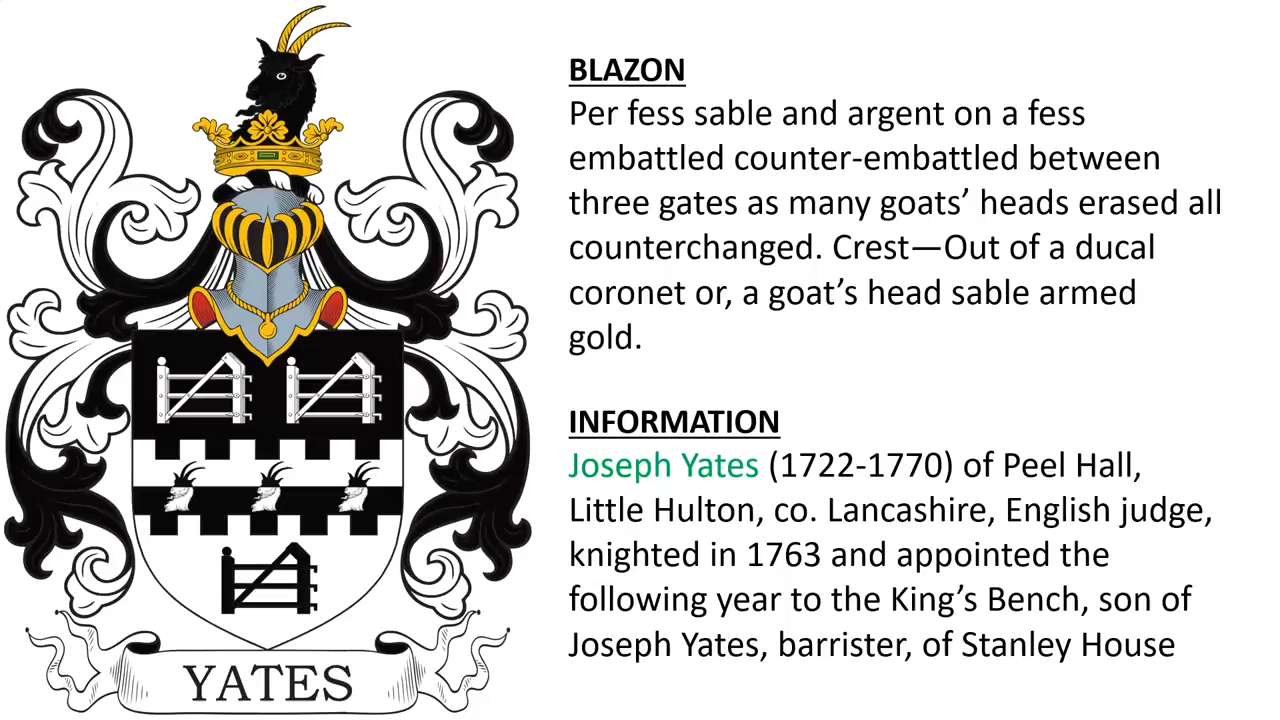 BLAZON
Per fess sable and argent on a fess
embattled counter-embattled between
three gates as many goats’ heads erased all
counterchanged. Crest—Out of a ducal
coronet or, a goat’s head sable armed
gold.
INFORMATION
Joseph Yates (1722-1770) of Peel Hall,
Little Hulton, co. Lancashire, English judge,
knighted in 1763 and appointed the
following year to the King’s Bench, son of
Joseph Yates, barrister, of Stanley House
YATES